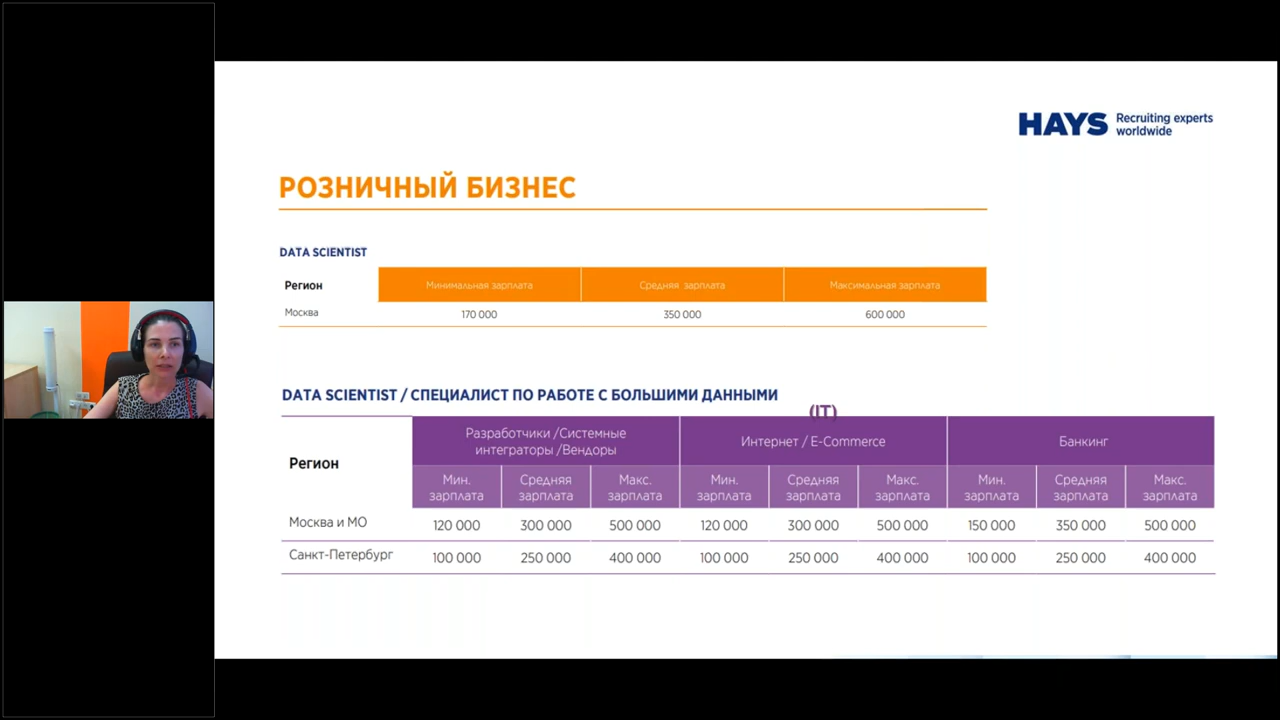 HAYS Recruiting experts
worldwide
РОЗНИЧНЫЙ БИЗНЕС
DATA SCIENTIST
Регион Минимальная зарплата Средняя зарплата Максимальная зарплата
Москва 170 000 350 000 600 000
DATA SCIENTIST / СПЕЦИАЛИСТ ПО РАБОТЕ С БОЛЬШИМИ ДАННЫМИ
(IT)
Регион
Разработчики /Системные
интеграторы /Вендоры
Интернет / E-Commerce
Банкинг
Мин. Средняя Макс. Мин. Средняя Макс. Мин. Средняя Макс.
зарплата зарплата зарплата зарплата зарплата зарплата зарплата зарплата зарплата
Москва и МО 120 000 300 000 500 000 120 000 300 000 500 000 150 000 350 000 500 000
Санкт-Петербург 100 000 250 000 400 000 100 000 250 000 400 000 100 000 250 000 400 000